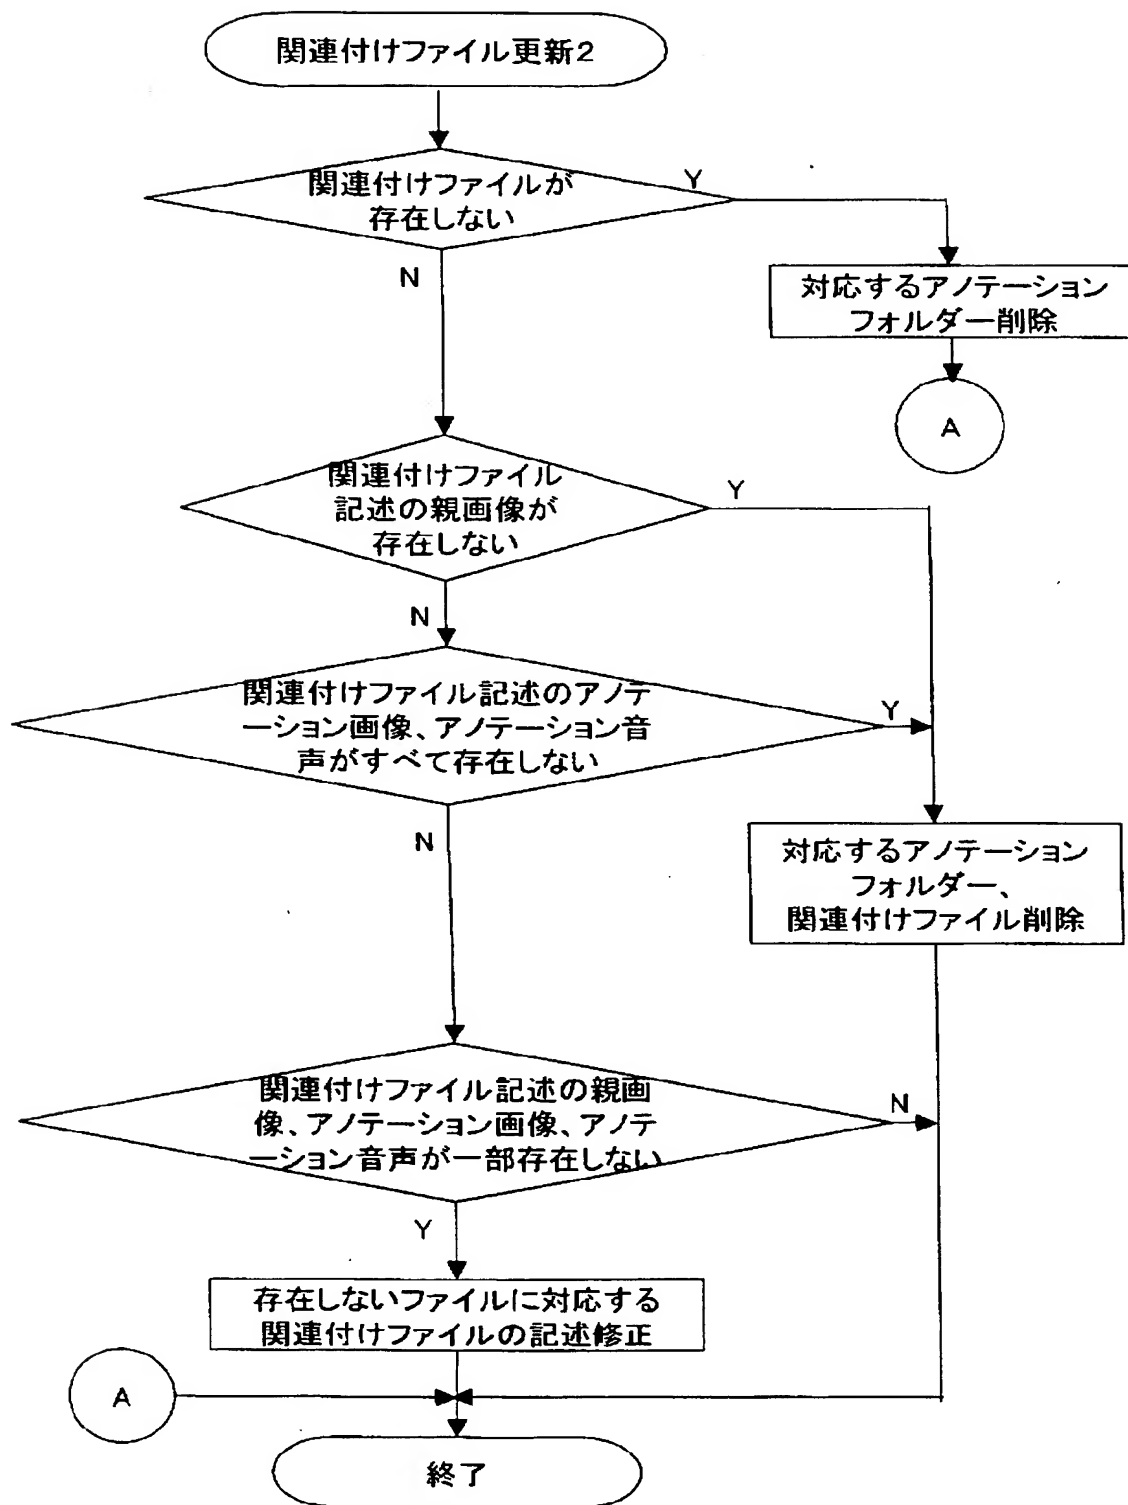 関連付けファイル更新2
関連付けファイルが
存在しない
Y
N
対応するアノテーション
フォルダー削除
A
関連付けファイル
記述の親画像が
存在しない
Y
N
関連付けファイル記述のアノテ
ーション画像、アノテーション音
声がすべて存在しない
Y
N
対応するアノテーション
フォルダー、
関連付けファイル削除
関連付けファイル記述の親画
像、アノテーション画像、アノテ
ーション音声が一部存在しない
N
Y
存在しないファイルに対応する
関連付けファイルの記述修正
A
終了